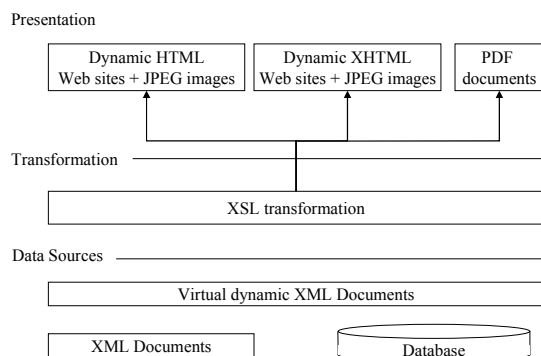 Presentation
Dynamic HTML
Web sites + JPEG images
Dynamic XHTML
Web sites + JPEG images
PDF
documents
Transformation
XSL transformation
Data Sources
Virtual dynamic XML Documents
XML Documents
Database